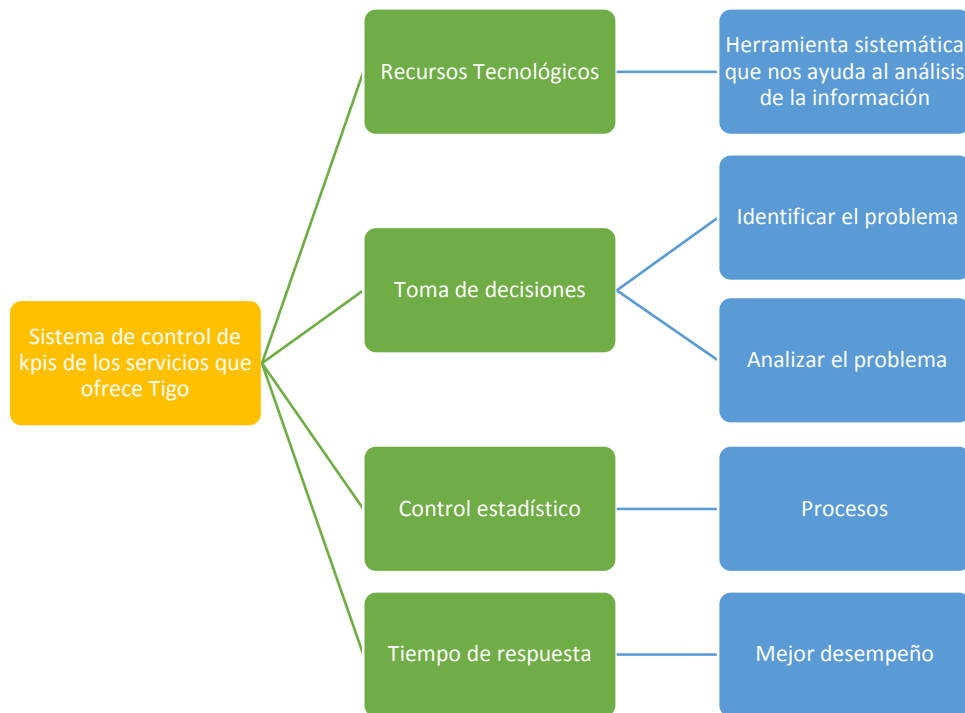 Recursos Tecnológicos
Herramienta sistemática
que nos ayuda al análisis
de la información
Identificar el problema
Toma de decisiones
Analizar el problema
Sistema de control de
kpis de los servicios que
ofrece Tigo
Control estadístico
Procesos
Tiempo de respuesta
Mejor desempeño